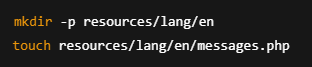 mkdir -p resources/lang/en
touch resources/lang/en/messages.php